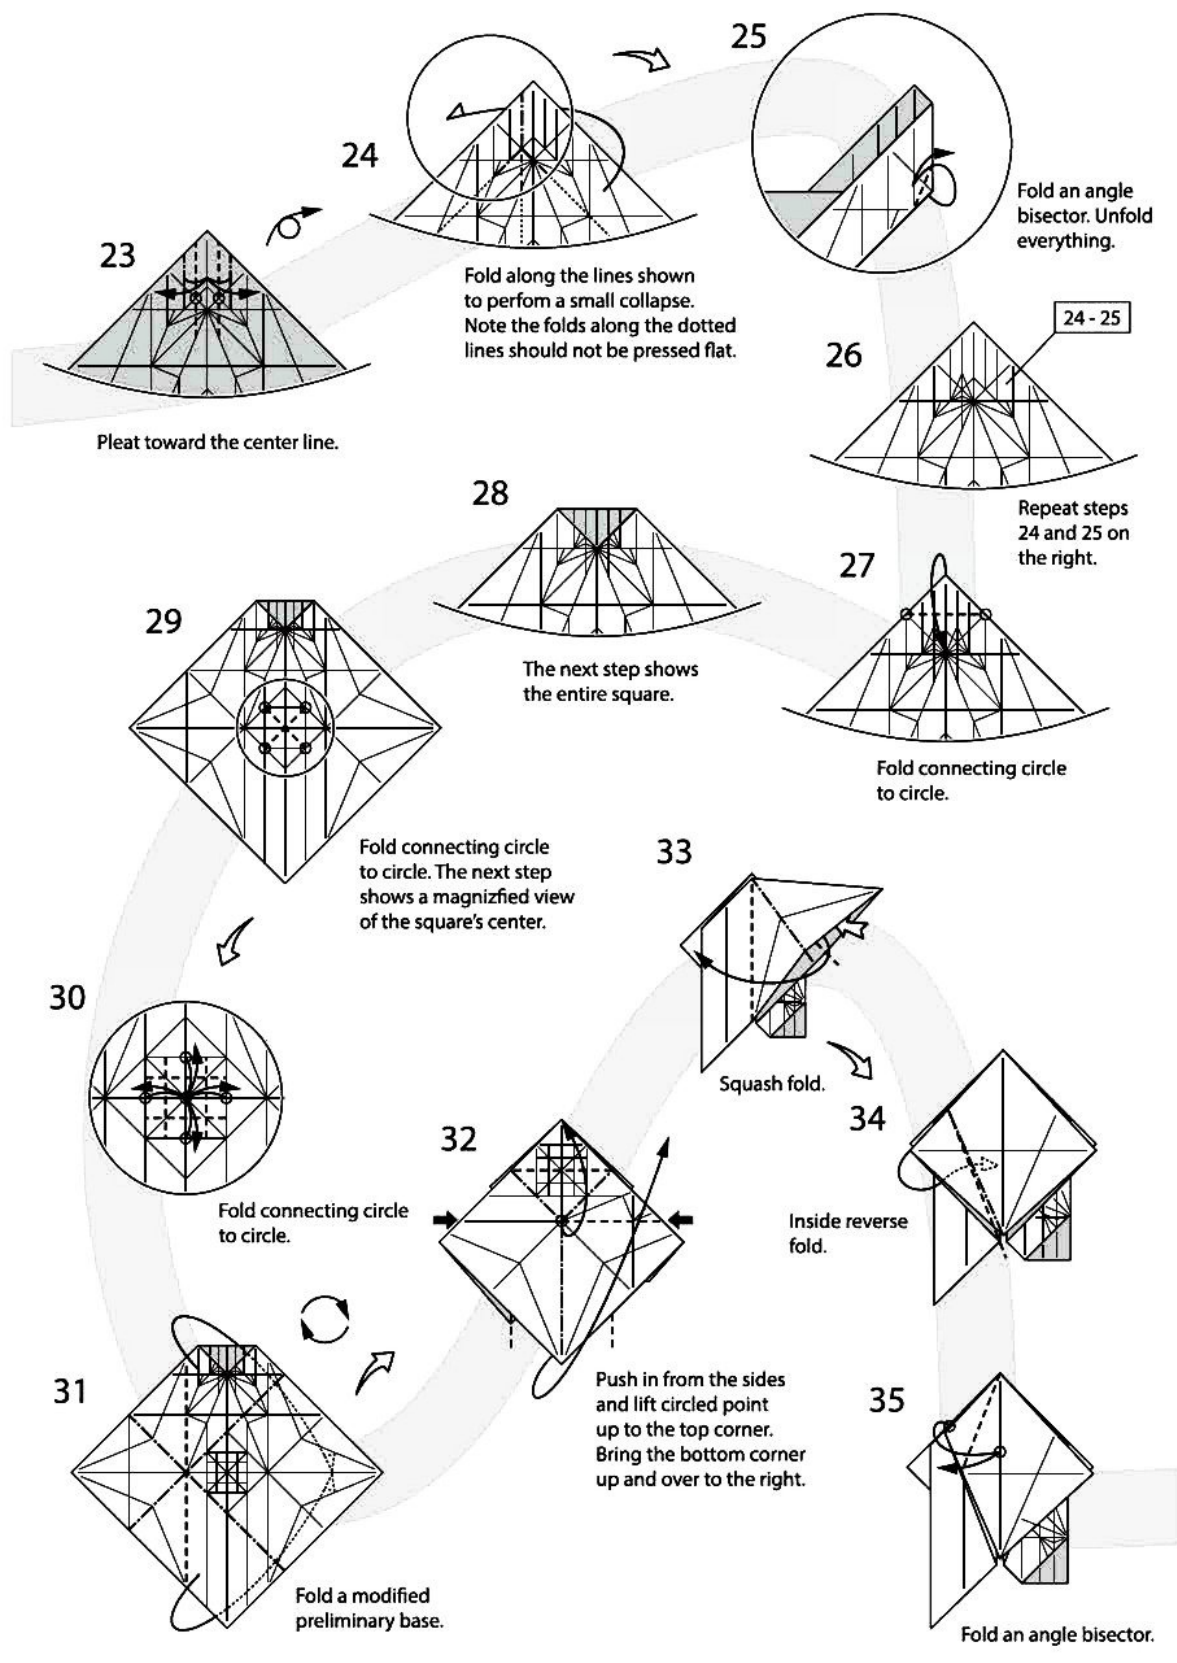 23
Pleat toward the center line.
24
Fold along the lines shown
to perfom a small collapse.
Note the folds along the dotted
lines should not be pressed flat.
25
Fold an angle
bisector. Unfold
everything.
26
24 - 25
Repeat steps
24 and 25 on
the right.
27
Fold connecting circle
to circle.
28
The next step shows
the entire square.
29
Fold connecting circle
to circle. The next step
shows a magnizfied view
of the square's center.
30
Fold connecting circle
to circle.
31
Fold a modified
preliminary base.
32
Push in from the sides
and lift circled point
up to the top corner.
Bring the bottom corner
up and over to the right.
33
Squash fold.
34
Inside reverse
fold.
35
Fold an angle bisector.